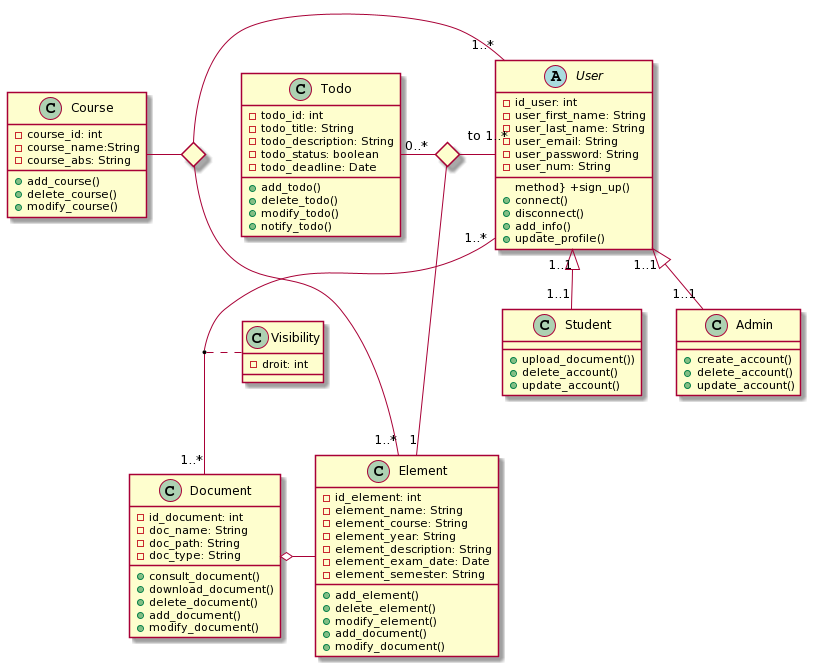 1..*
A User
id_user: int
user_first_name: String
user_last_name: String
user_email: String
user_password: String
user_num: String
method} +sign_up()
connect()
disconnect()
add_info()
update_profile()
C Todo
todo_id: int
todo_title: String
todo_description: String
todo_status: boolean
todo_deadline: Date
add_todo()
delete_todo()
modify_todo()
notify_todo()
C Course
course_id: int
course_name:String
course_abs: String
add_course()
delete_course()
modify_course()
0..*
to 1..*
1..*
1..1
1..1
1..1
1..1
C Visibility
droit: int
C Student
upload_document())
delete_account()
update_account()
C Admin
create_account()
delete_account()
update_account()
1..*
1
1..*
C Document
id_document: int
doc_name: String
doc_path: String
doc_type: String
consult_document()
download_document()
delete_document()
add_document()
modify_document()
C Element
id_element: int
element_name: String
element_course: String
element_year: String
element_description: String
element_exam_date: Date
element_semester: String
add_element()
delete_element()
modify_element()
add_document()
modify_document()